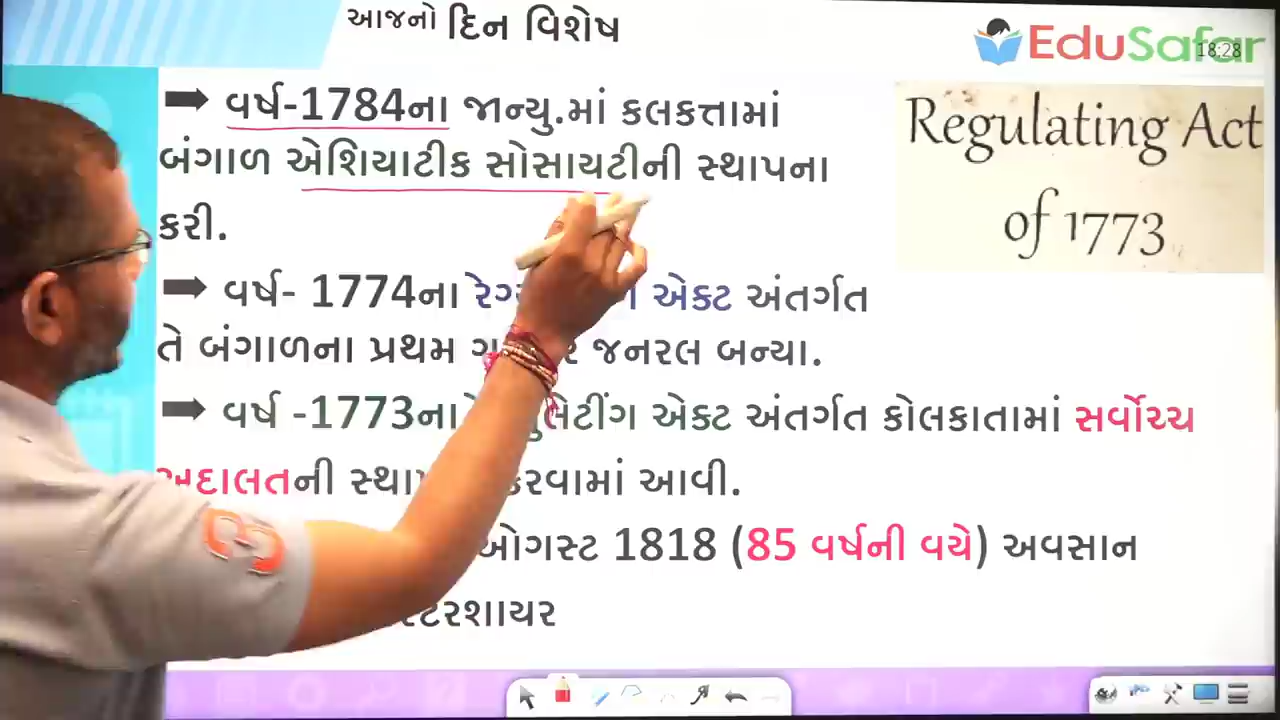 આજનો દિન વિશેષ
EduSafar
18:28
વર્ષ-1784ના જાન્યુ.માં કલકત્તામાં
બંગાળ એશિયાટીક સોસાયટીની સ્થાપના
કરી.
Regulating Act
of 1773
વર્ષ- 1774ના એક્ટ અંતર્ગત
તે બંગાળના પ્રથમ જનરલ બન્યા.
વર્ષ -1773ના એક્ટ અંતર્ગત કોલકાતામાં સર્વોચ્ચ
અદાલતની આવી.
ઓગસ્ટ 1818 (85 વર્ષની વયે) અવસાન